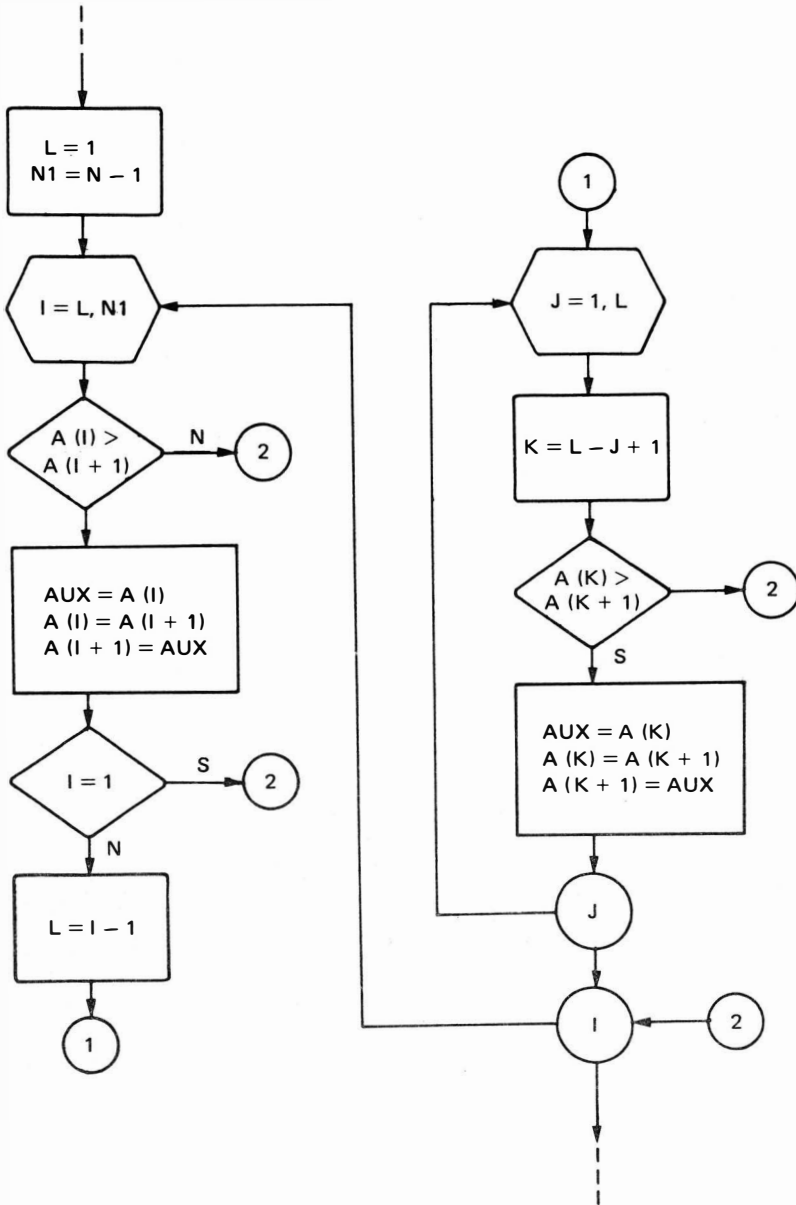 L = 1
N1 = N – 1
I = L, N1
A (I) >
A (I + 1)
N
2
AUX = A (I)
A (I) = A (I + 1)
A (I + 1) = AUX
I = 1
S
2
N
L = I – 1
1
1
J = 1, L
K = L – J + 1
A (K) >
A (K + 1)
2
S
AUX = A (K)
A (K) = A (K + 1)
A (K + 1) = AUX
J
I
2